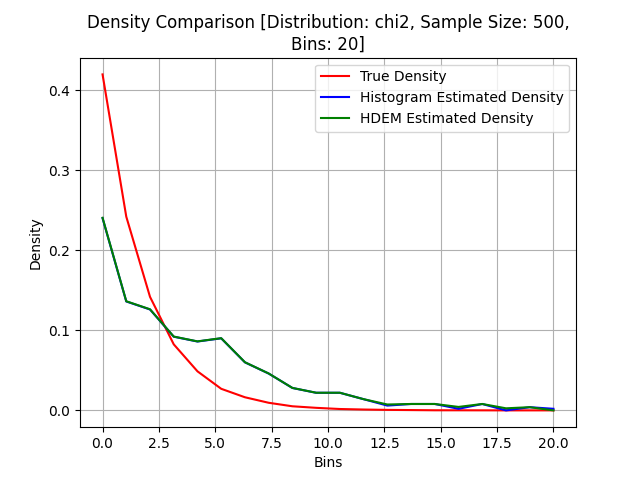 Density Comparison [Distribution: chi2, Sample Size: 500,
Bins: 20]
True Density
Histogram Estimated Density
HDEM Estimated Density
Density
0.4
0.3
0.2
0.1
0.0
0.0 2.5 5.0 7.5 10.0 12.5 15.0 17.5 20.0
Bins